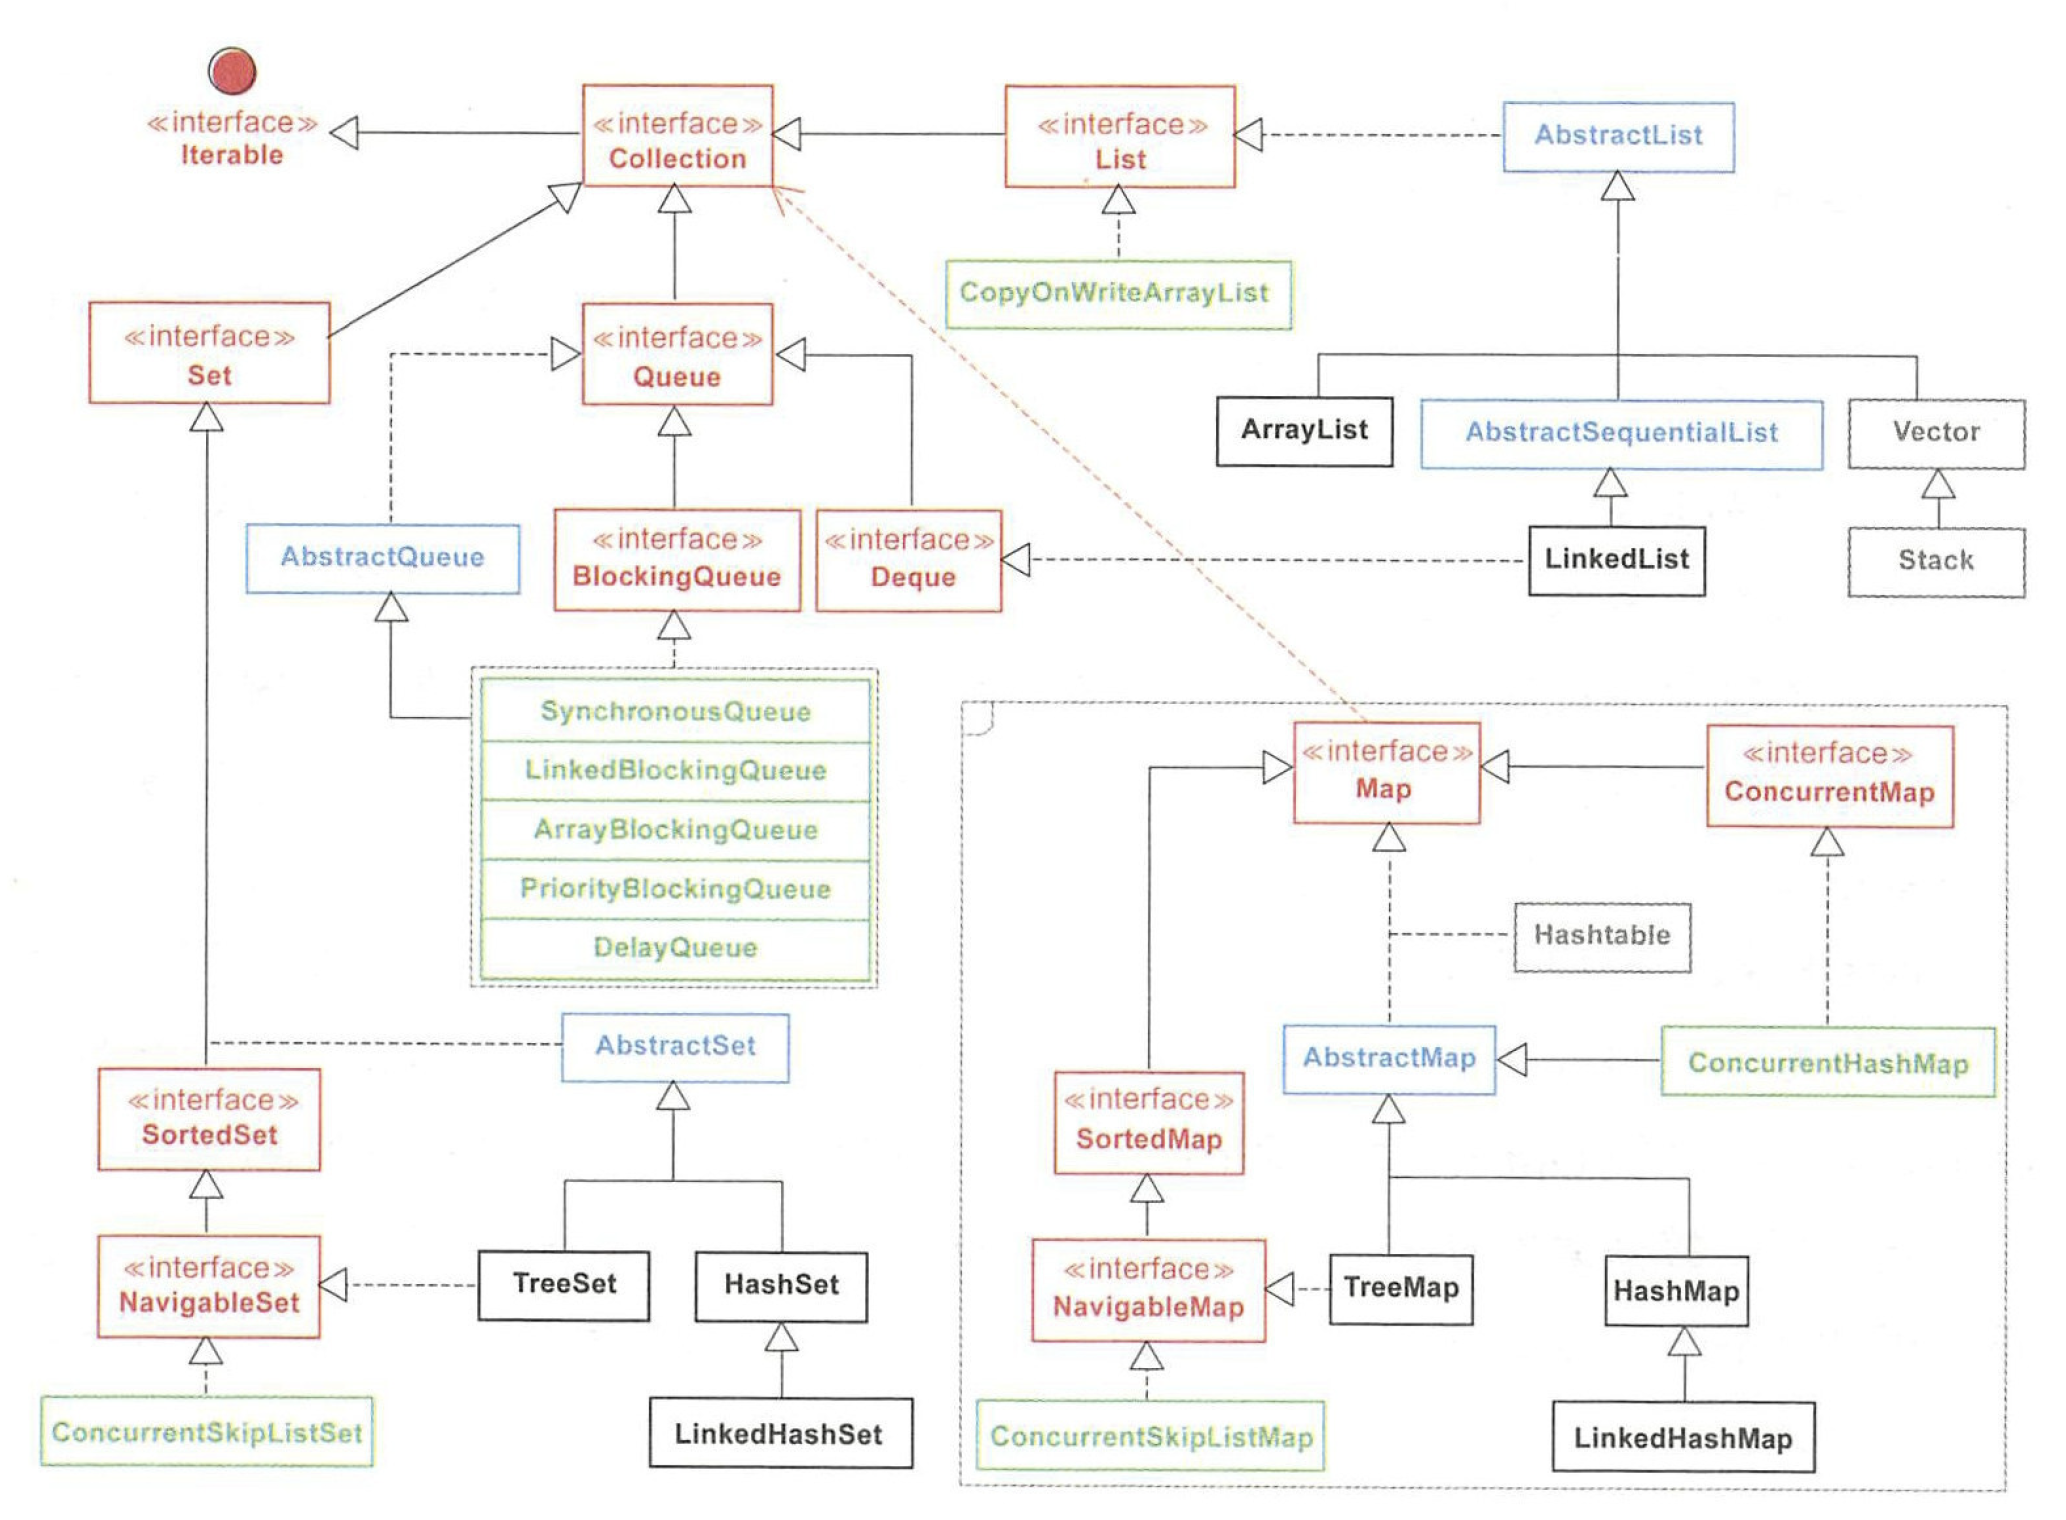 ≪interface≫
Iterable
≪interface≫
Collection
≪interface≫
List
AbstractList
CopyOnWriteArrayList
≪interface≫
Set
≪interface≫
Queue
ArrayList
AbstractSequentialList
Vector
AbstractQueue
≪interface≫
BlockingQueue
≪interface≫
Deque
LinkedList
Stack
SynchronousQueue
LinkedBlockingQueue
ArrayBlockingQueue
PriorityBlockingQueue
DelayQueue
≪interface≫
Map
≪interface≫
ConcurrentMap
Hashtable
AbstractSet
AbstractMap
ConcurrentHashMap
≪interface≫
SortedSet
≪interface≫
SortedMap
≪interface≫
NavigableSet
TreeSet
HashSet
≪interface≫
NavigableMap
TreeMap
HashMap
ConcurrentSkipListSet
LinkedHashSet
ConcurrentSkipListMap
LinkedHashMap